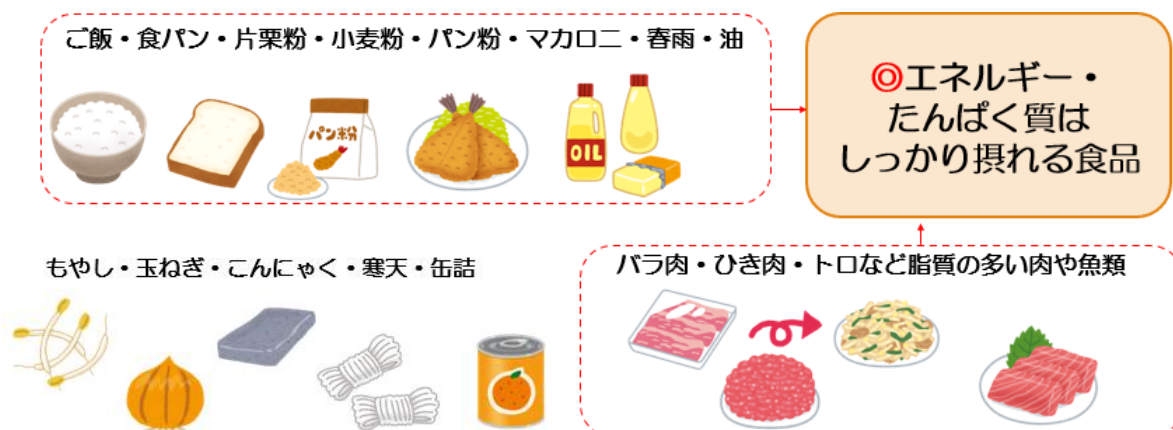 ご飯・食パン・片栗粉・小麦粉・パン粉・マカロニ・春雨・油
パン粉
OIL
◎エネルギー・
たんぱく質は
しっかり摂れる食品
もやし・玉ねぎ・こんにゃく・寒天・缶詰
バラ肉・ひき肉・トロなど脂質の多い肉や魚類